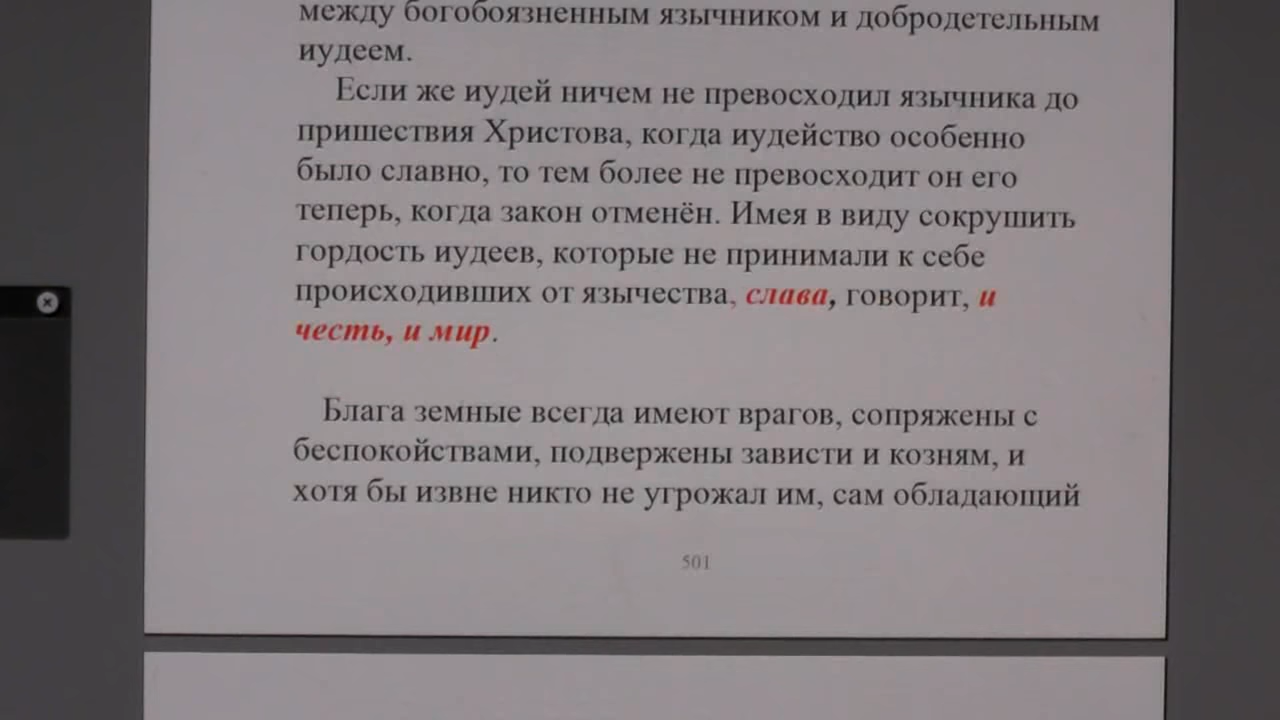 между богобоязненным язычником и добродетельным
иудеем.
Если же иудей ничем не превосходил язычника до
пришествия Христова, когда иудейство особенно
было славно, то тем более не превосходит он его
теперь, когда закон отменён. Имея в виду сокрушить
гордость иудеев, которые не принимали к себе
происходивших от язычества, слава, говорит, и
честь, и мир.
Блага земные всегда имеют врагов, сопряжены с
беспокойствами, подвержены зависти и козням, и
хотя бы извне никто не угрожал им, сам обладающий
501